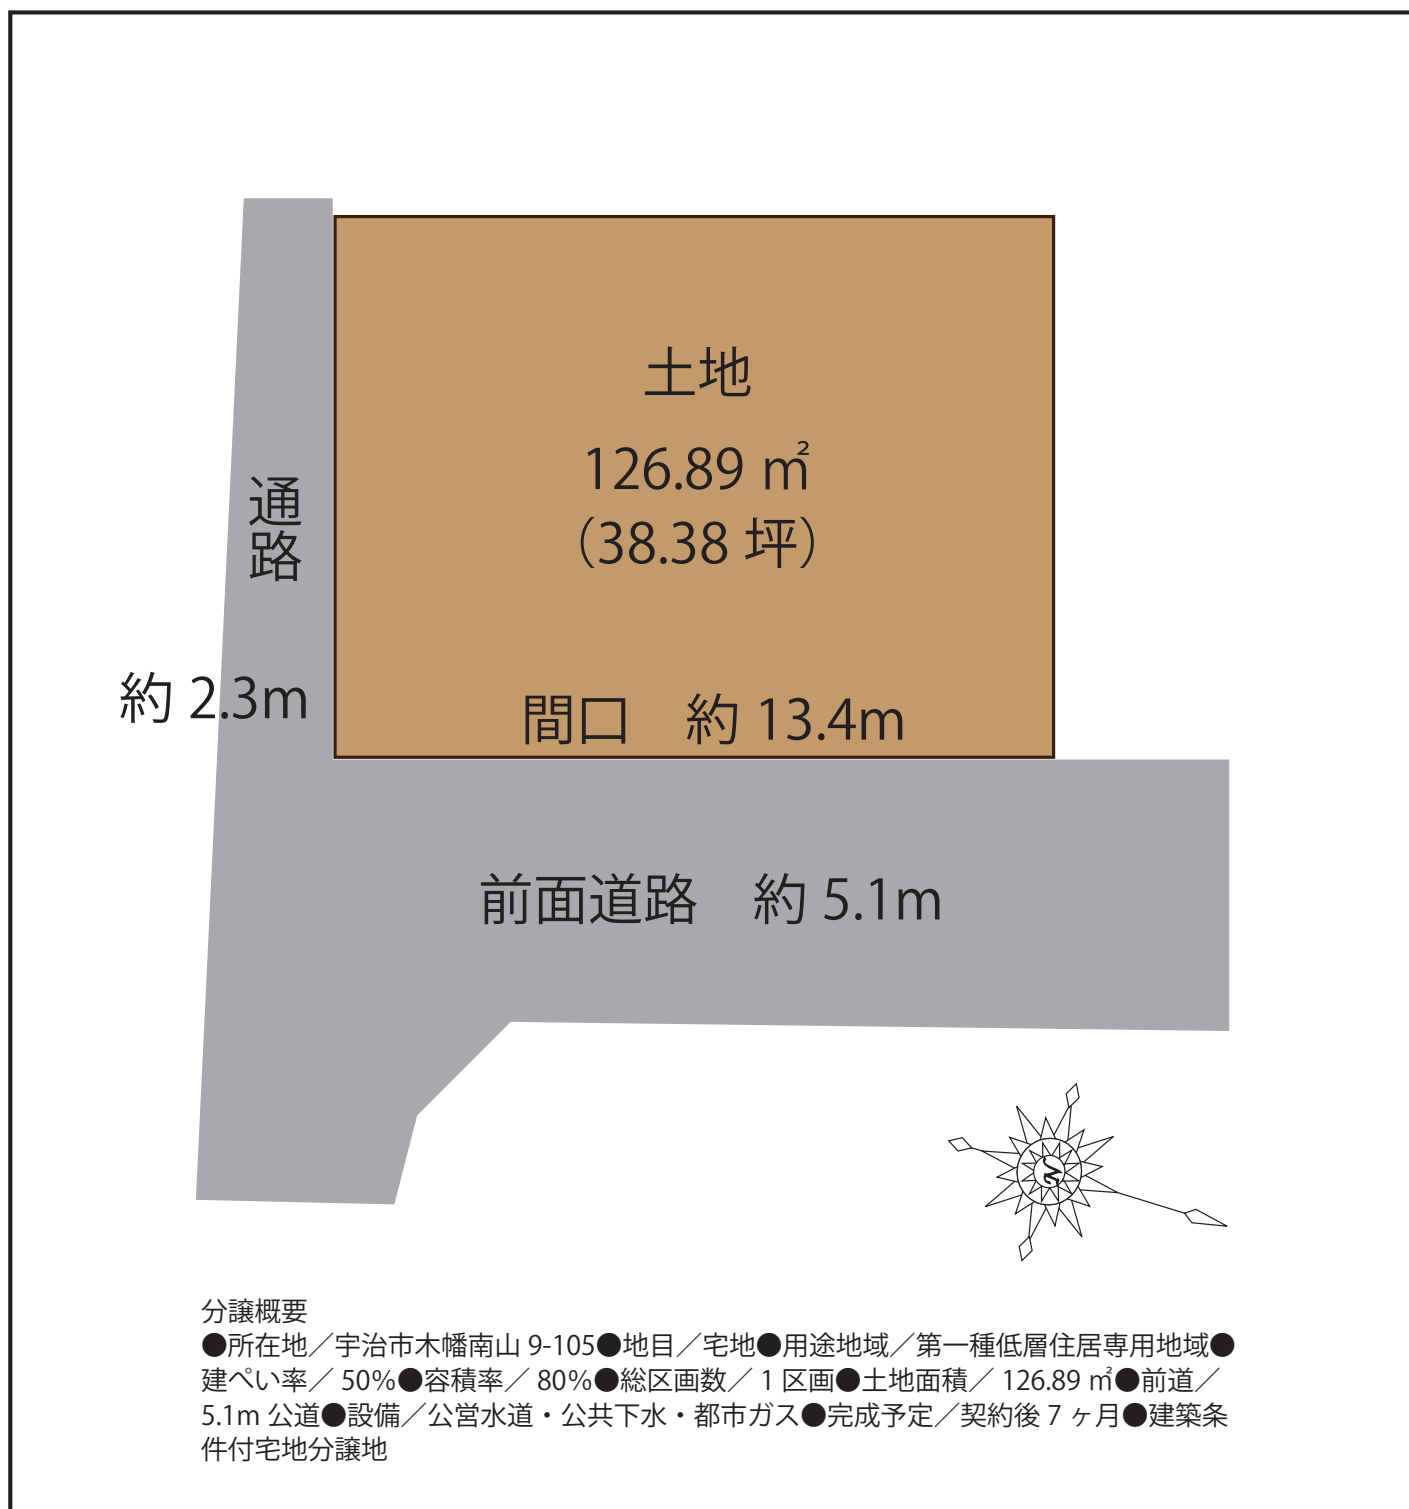 土地
126.89 ㎡
（38.38 坪）
通路
約 2.3m
間口　約 13.4m
前面道路　約 5.1m
N
分譲概要
●所在地／宇治市木幡南山 9-105●地目／宅地●用途地域／第一種低層住居専用地域●
建ぺい率／ 50%●容積率／ 80%●総区画数／ 1 区画●土地面積／ 126.89 ㎡●前道／
5.1m 公道●設備／公営水道・公共下水・都市ガス●完成予定／契約後 7 ヶ月●建築条
件付宅地分譲地